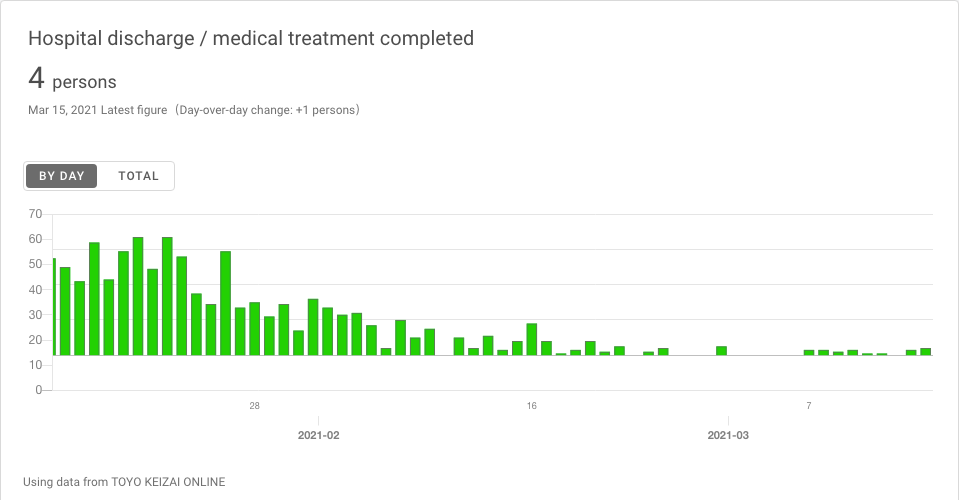 Hospital discharge / medical treatment completed
4 persons
Mar 15, 2021 Latest figure（Day-over-day change: +1 persons）
BY DAY TOTAL
70
60
50
40
30
20
10
0
28 16 7
2021-02 2021-03
Using data from TOYO KEIZAI ONLINE